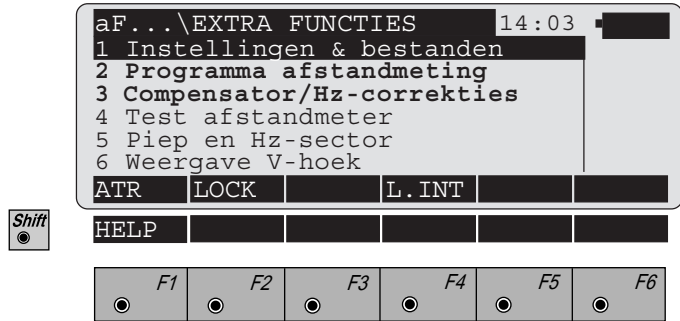 aF...\EXTRA FUNCTIES 14:03
1 Instellingen & bestanden
2 Programma afstandmeting
3 Compensator/Hz-correkties
4 Test afstandmeter
5 Piep en Hz-sector
6 Weergave V-hoek
ATR LOCK L.INT
Shift
HELP
F1 F2 F3 F4 F5 F6